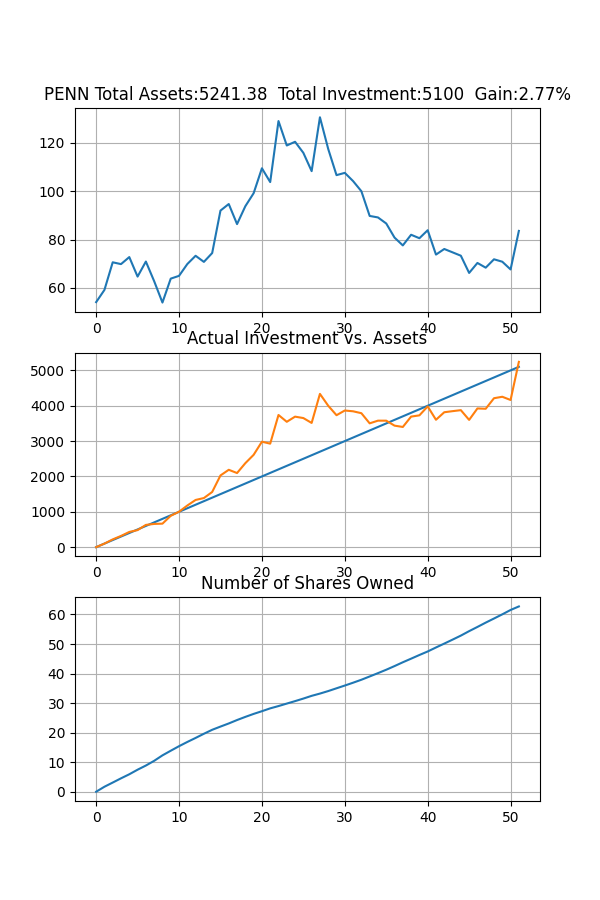 PENN Total Assets:5241.38  Total Investment:5100  Gain:2.77%
120
100
80
60
0 10 20 30 40 50
Actual Investment vs. Assets
5000
4000
3000
2000
1000
0
0 10 20 30 40 50
Number of Shares Owned
60
50
40
30
20
10
0
0 10 20 30 40 50